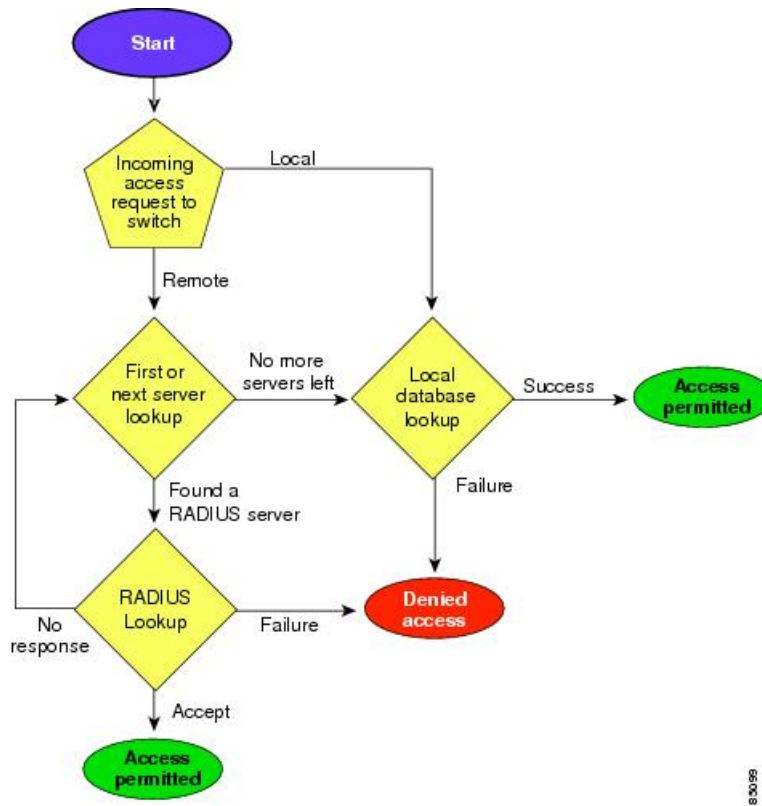 Start
Incoming
access
request to
switch
Local
Remote
First or
next server
lookup
No more
servers left
Local
database
lookup
Success
Access
permitted
Found a
RADIUS server
Failure
RADIUS
Lookup
No
response
Failure
Denied
access
Accept
Access
permitted
85099